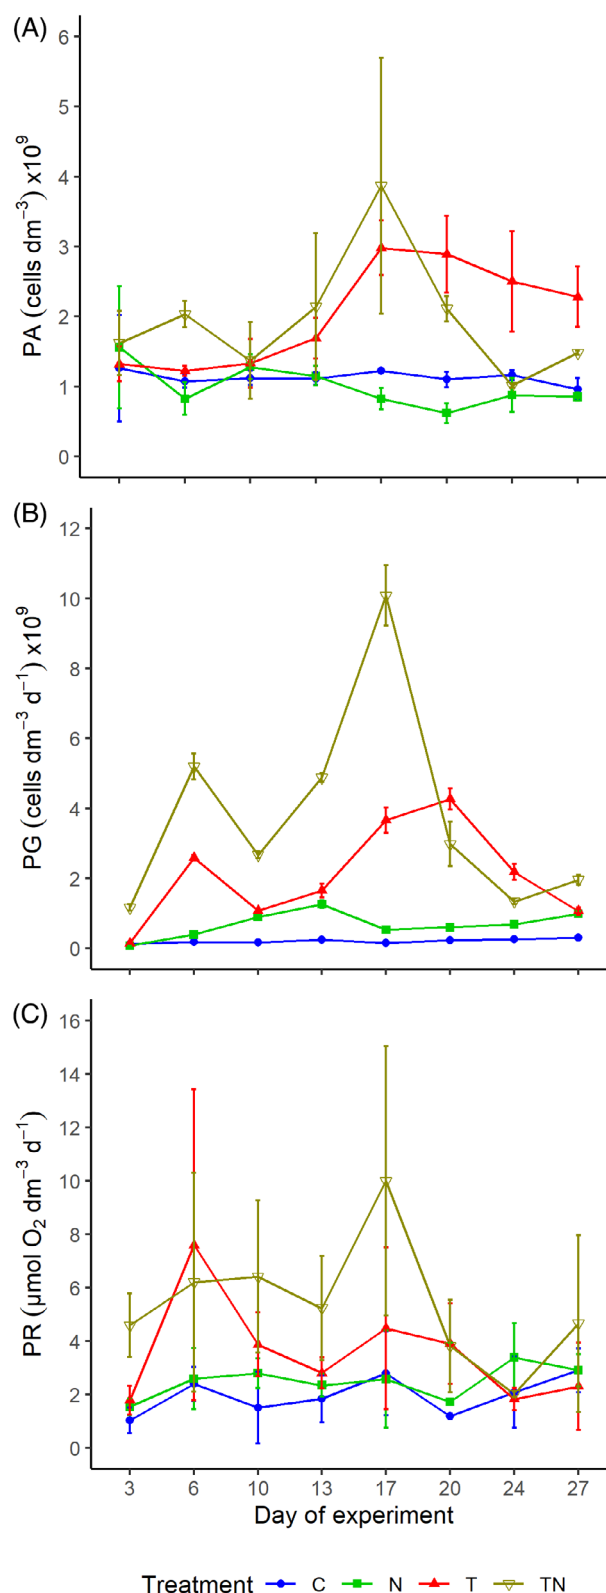 (A)
PA (cells dm⁻³) x10⁹
6
5
4
3
2
1
0
(B)
PG (cells dm⁻³ d⁻¹) x10⁹
12
10
8
6
4
2
0
(C)
PR (µmol O₂ dm⁻³ d⁻¹)
16
14
12
10
8
6
4
2
0
3 6 10 13 17 20 24 27
Day of experiment
Treatment C N T TN